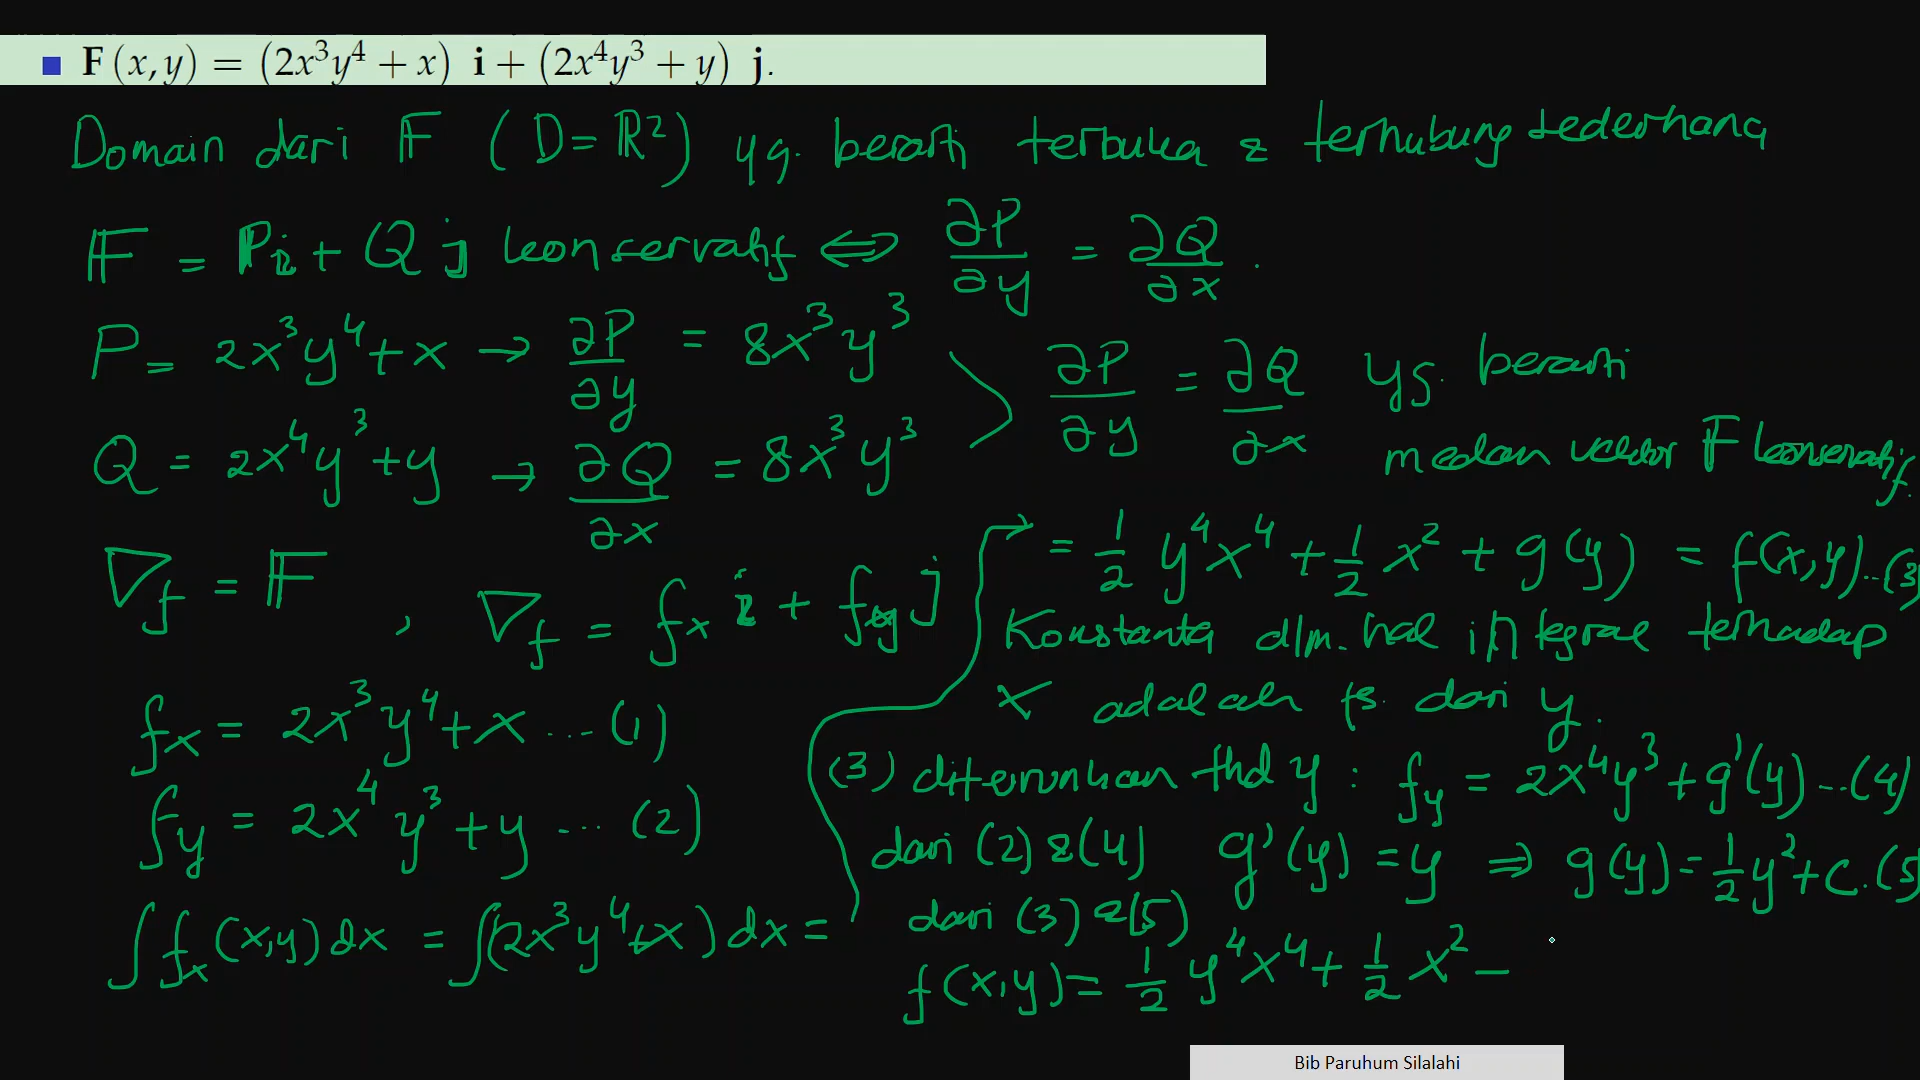 F(x, y) = (2x³y⁴ + x) i + (2x⁴y³ + y) j.
Domain dari F (D = ℝ²) yg. berarti terbuka & terhubung sederhana
F = Pi + Qj konservatif ⟺ ∂P/∂y = ∂Q/∂x.
P = 2x³y⁴ + x → ∂P/∂y = 8x³y³
Q = 2x⁴y³ + y → ∂Q/∂x = 8x³y³
∂P/∂y = ∂Q/∂x yg. berarti
medan vektor F konservatif.
∇f = F, ∇f = fx i + fy j
fx = 2x³y⁴ + x ... (1)
fy = 2x⁴y³ + y ... (2)
∫ fx(x,y) dx = ∫(2x³y⁴ + x) dx =
= 1/2 y⁴x⁴ + 1/2 x² + g(y) = f(x,y) ... (3)
Konstanta dlm. hal integral terhadap
x adalah fs. dari y.
(3) diturunkan thd y : fy = 2x⁴y³ + g'(y) ... (4)
dari (2) & (4) g'(y) = y ⇒ g(y) = 1/2 y² + c. (5)
dari (3) & (5)
f(x,y) = 1/2 y⁴x⁴ + 1/2 x² −
Bib Paruhum Silalahi